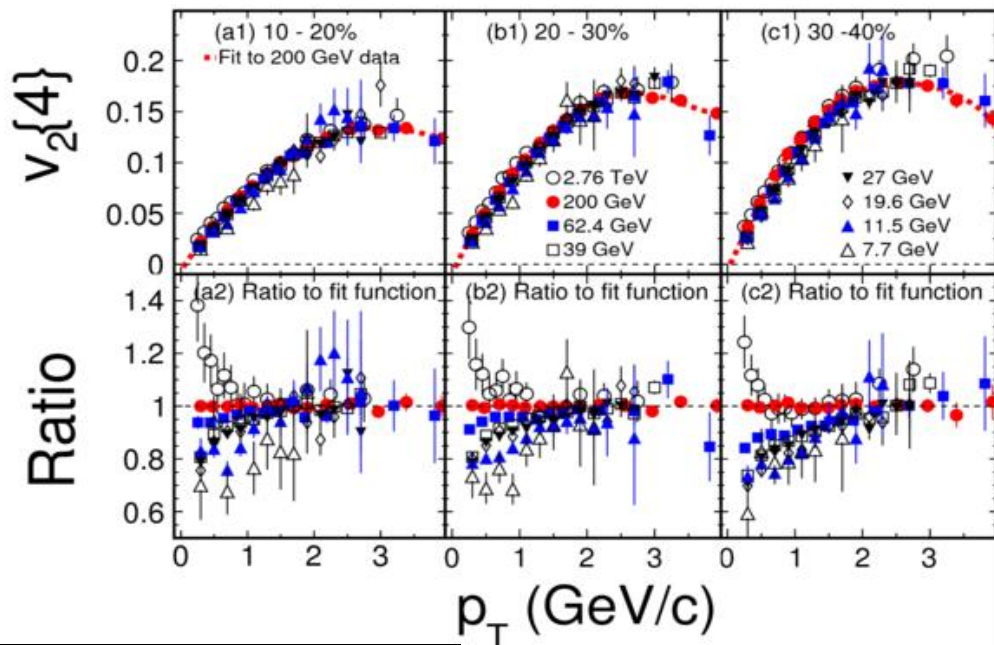 (a1) 10 - 20%
Fit to 200 GeV data
(b1) 20 - 30%
(c1) 30 -40%
v2{4}
0.2
0.15
0.1
0.05
0
2.76 TeV
200 GeV
62.4 GeV
39 GeV
27 GeV
19.6 GeV
11.5 GeV
7.7 GeV
(a2) Ratio to fit function
(b2) Ratio to fit function
(c2) Ratio to fit function
Ratio
1.4
1.2
1
0.8
0.6
0 1 2 3 0 1 2 3 0 1 2 3
pT (GeV/c)